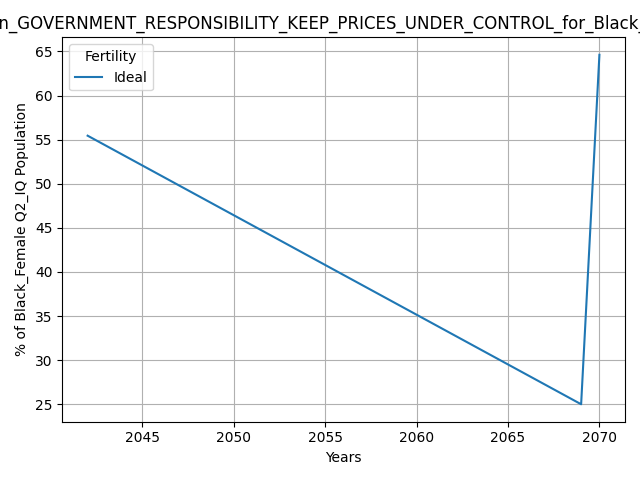 n_GOVERNMENT_RESPONSIBILITY_KEEP_PRICES_UNDER_CONTROL_for_Black_
Fertility
Ideal
% of Black_Female Q2_IQ Population
65
60
55
50
45
40
35
30
25
2045 2050 2055 2060 2065 2070
Years